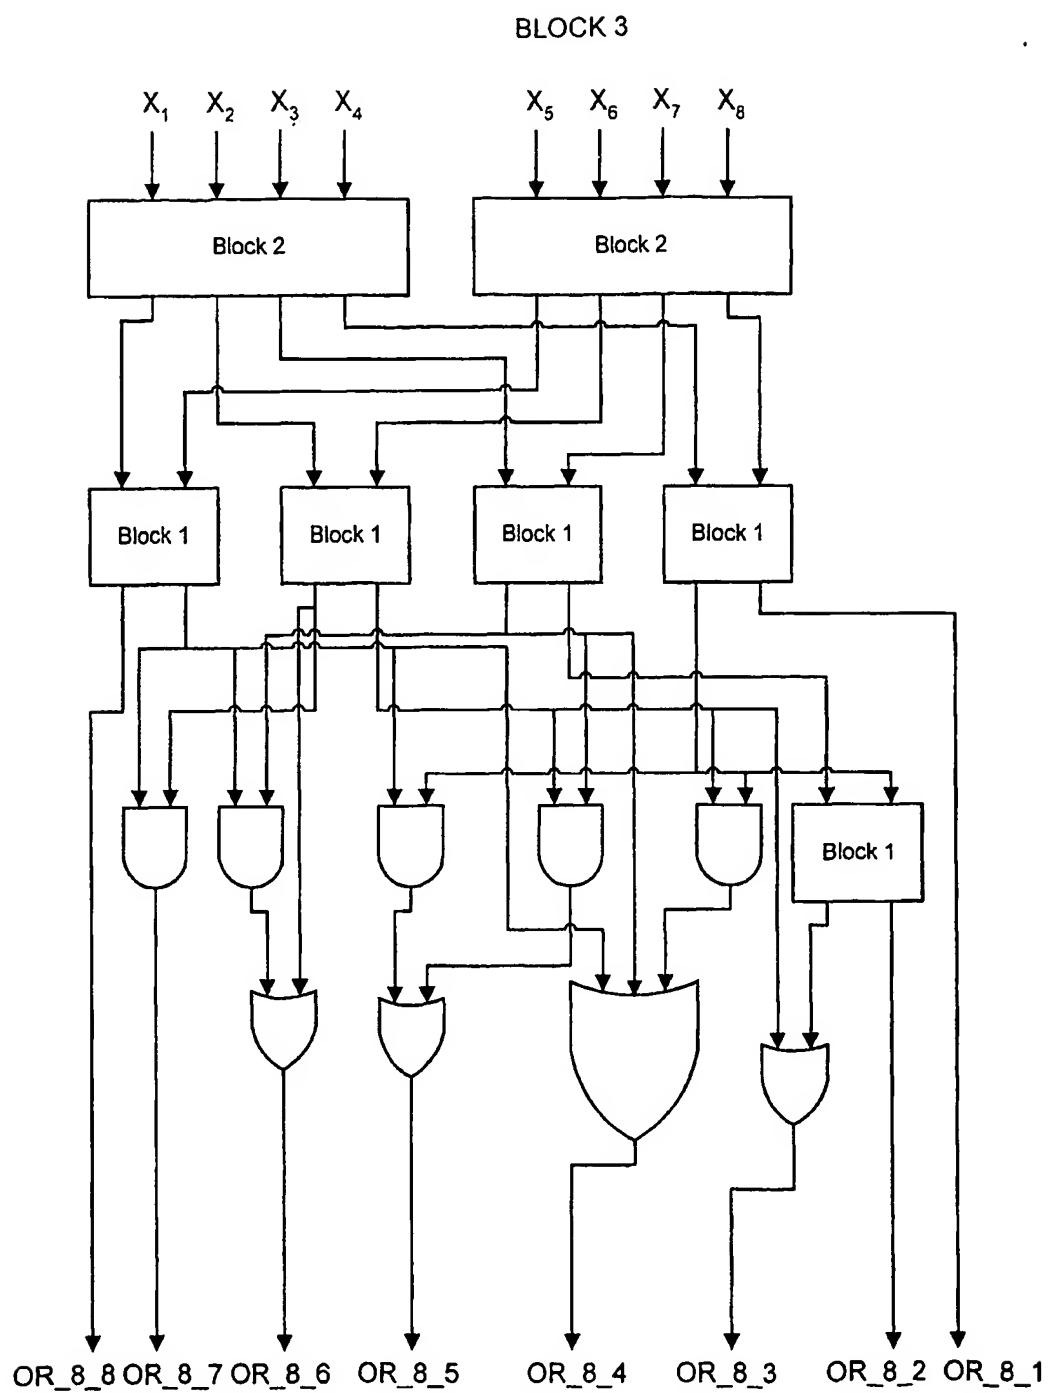 BLOCK 3
X1 X2 X3 X4 X5 X6 X7 X8
Block 2 Block 2
Block 1 Block 1 Block 1 Block 1
Block 1
OR_8_8 OR_8_7 OR_8_6 OR_8_5 OR_8_4 OR_8_3 OR_8_2 OR_8_1